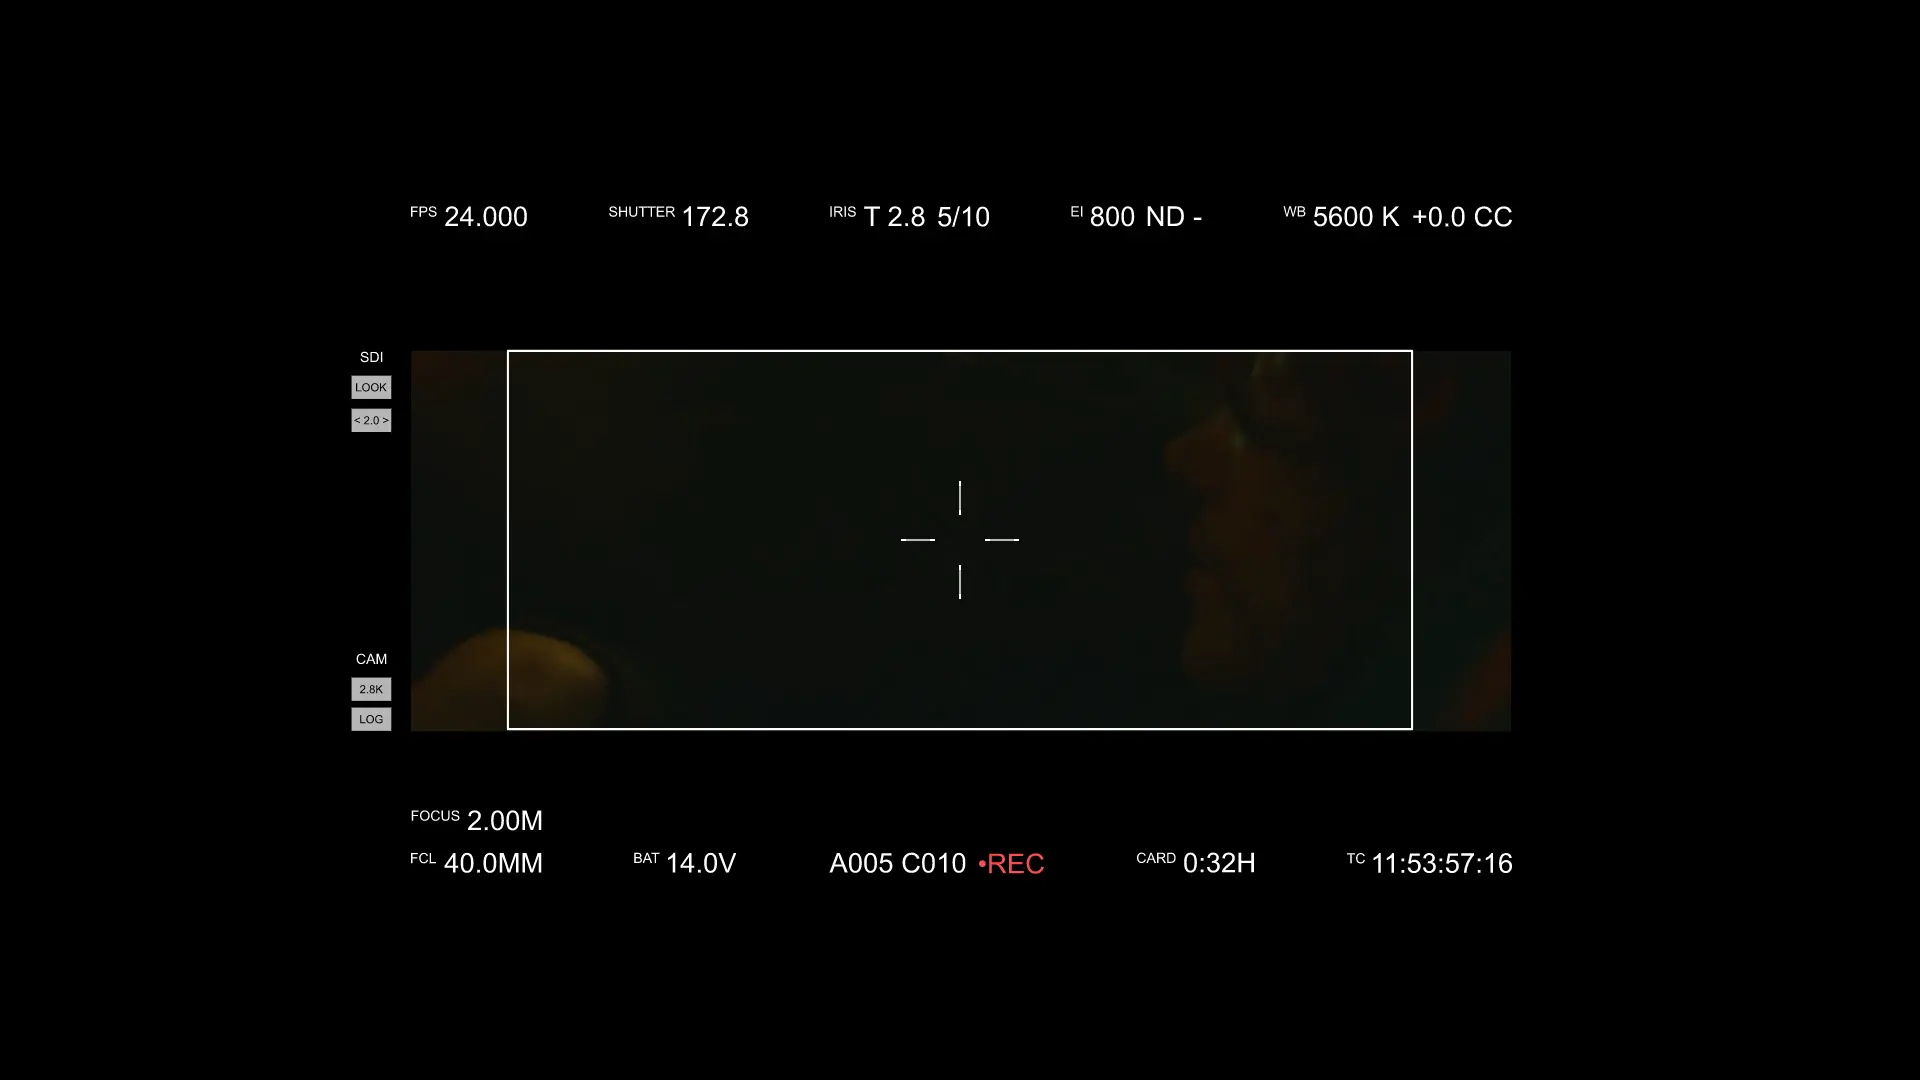 FPS 24.000 SHUTTER 172.8 IRIS T 2.8 5/10 EI 800 ND - WB 5600 K +0.0 CC
SDI
LOOK
< 2.0 >
CAM
2.8K
LOG
FOCUS 2.00M
FCL 40.0MM BAT 14.0V A005 C010 •REC CARD 0:32H TC 11:53:57:16